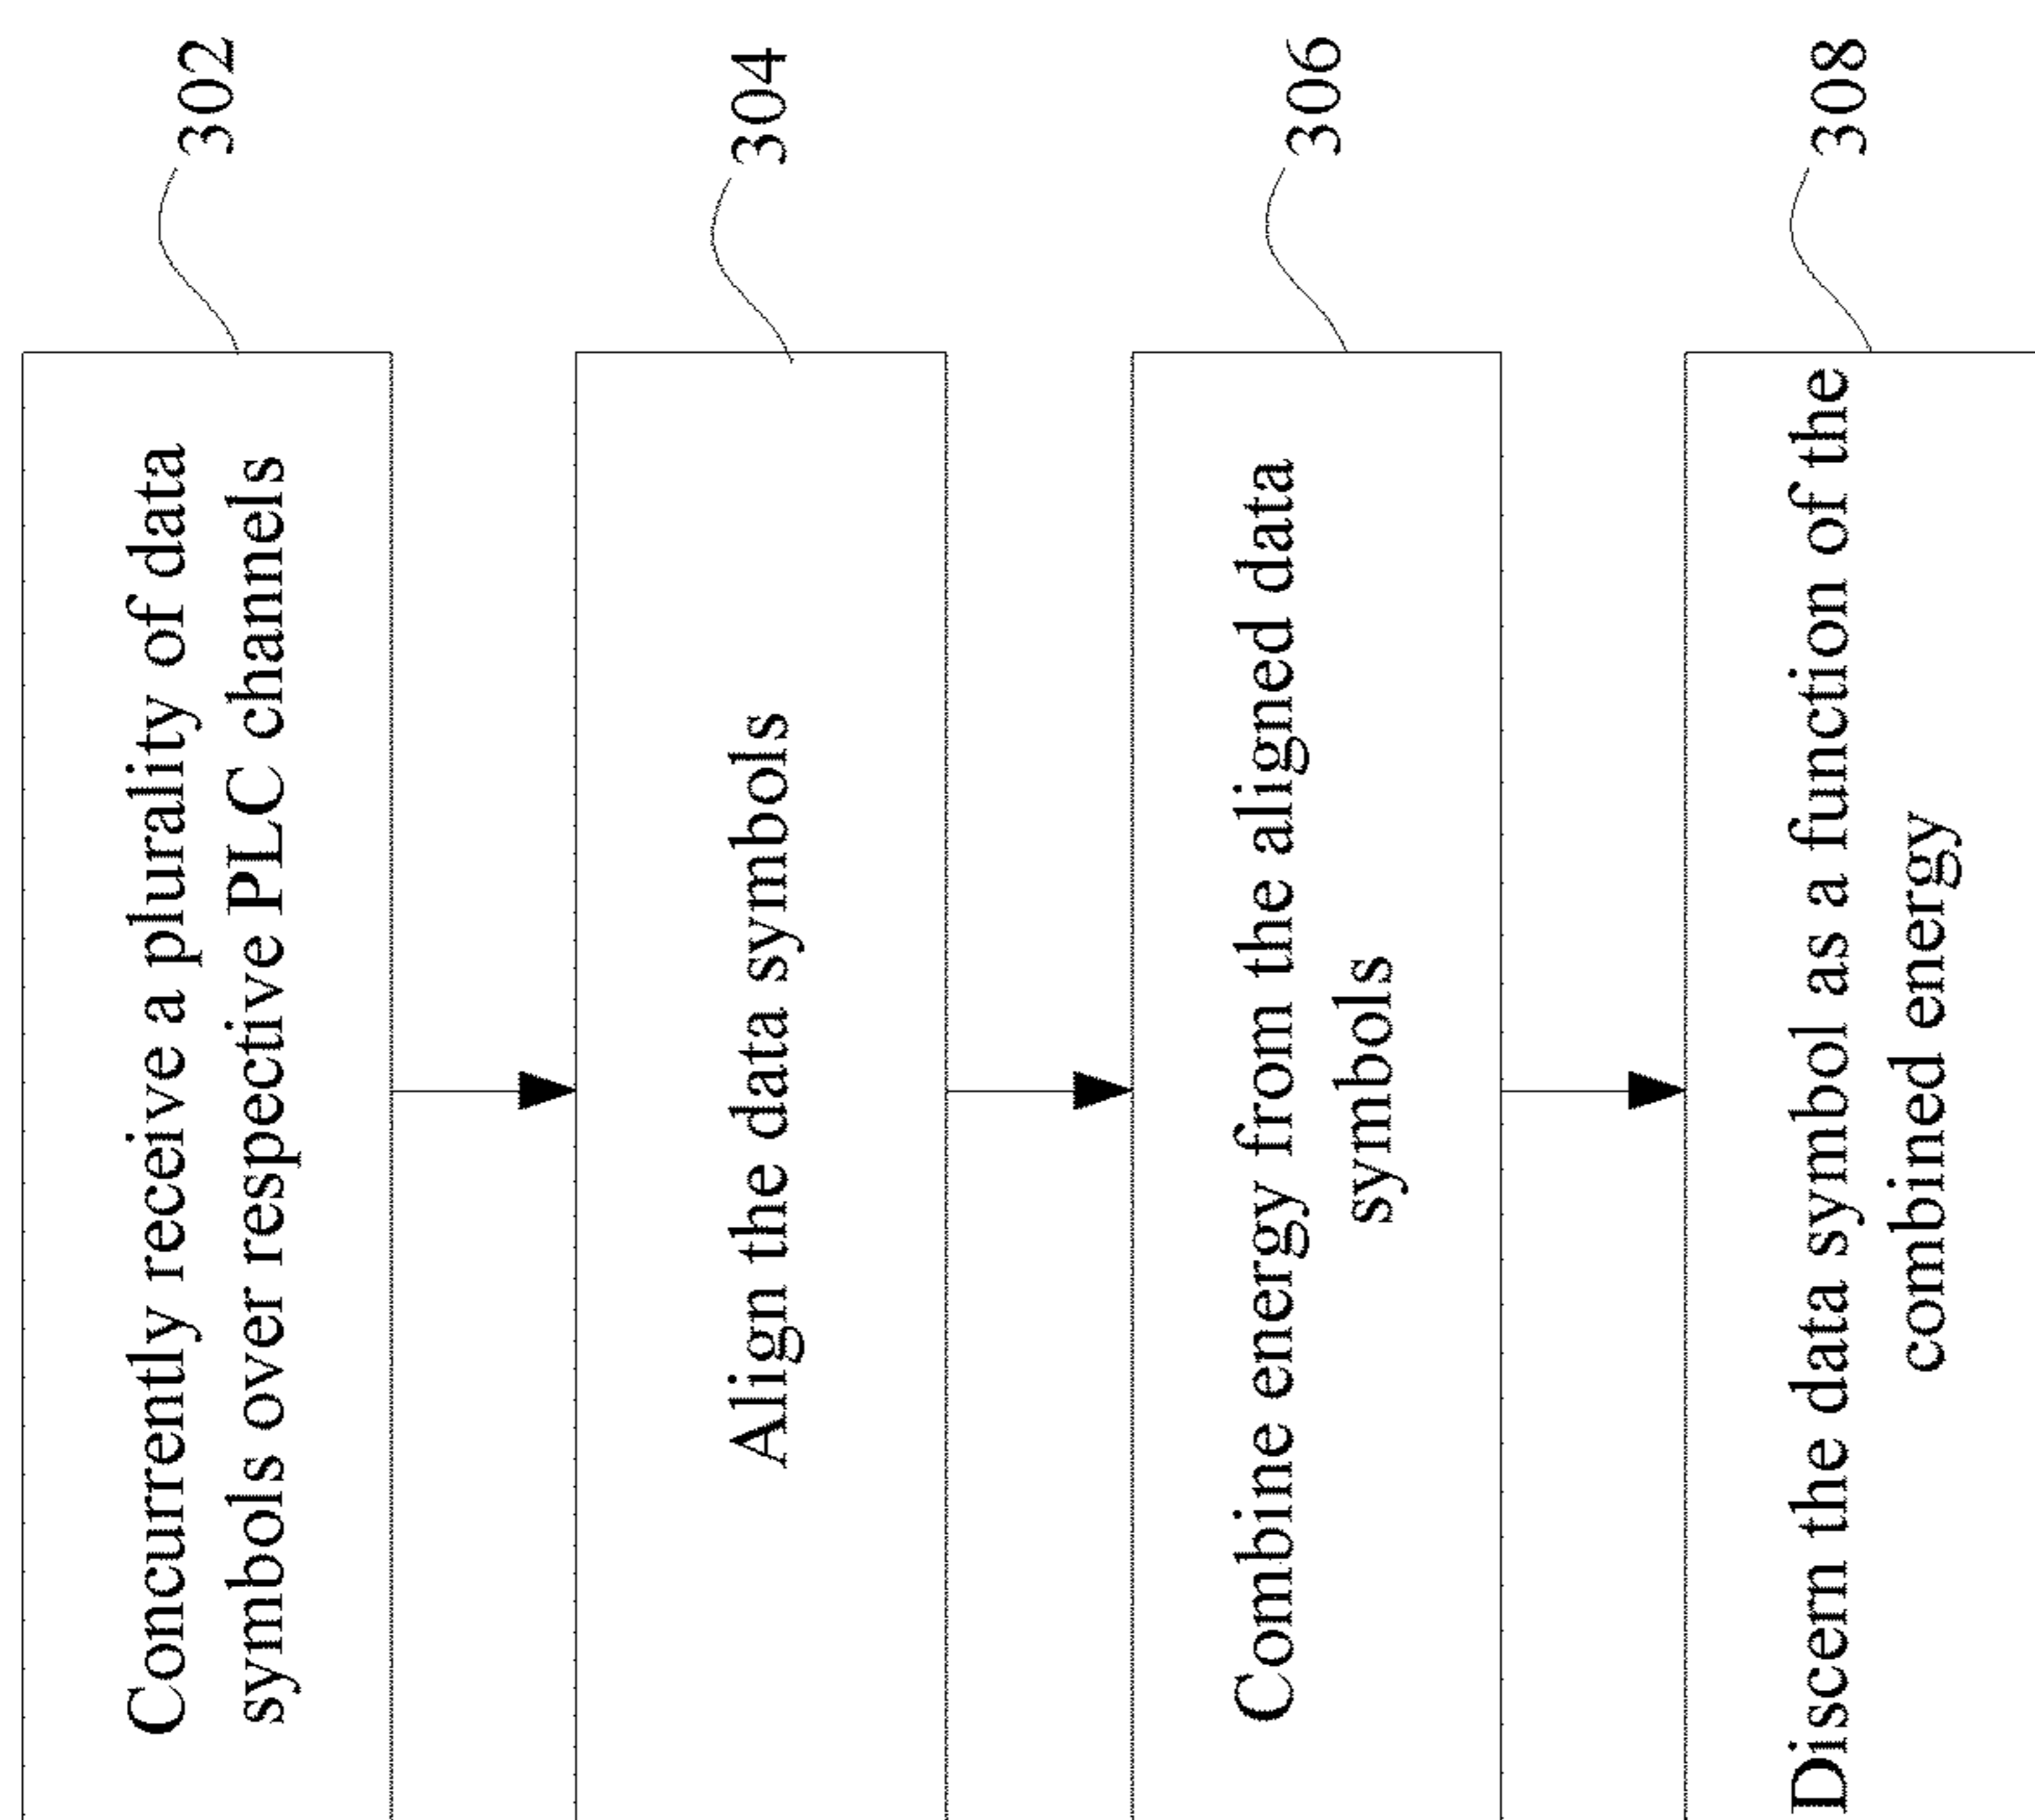 Concurrently receive a plurality of data
symbols over respective PLC channels
302
Align the data symbols
304
Combine energy from the aligned data
symbols
306
Discern the data symbol as a function of the
combined energy
308